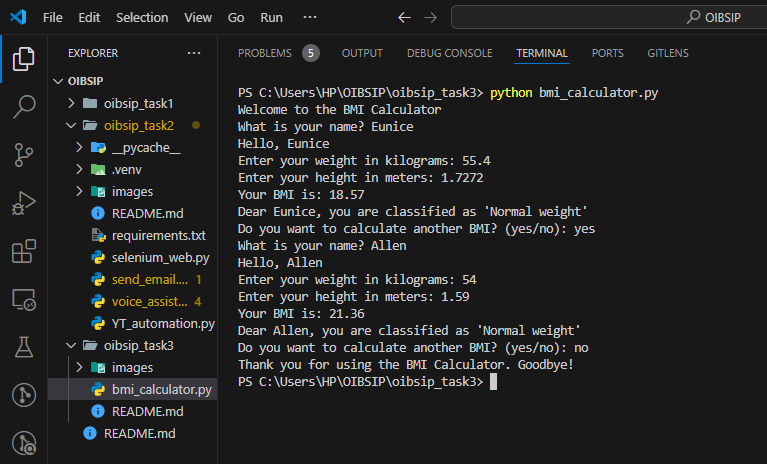 File Edit Selection View Go Run ··· OIBSIP
EXPLORER ···
OIBSIP
oibsip_task1
oibsip_task2
__pycache__
.venv
images
README.md
requirements.txt
selenium_web.py
send_email.... 1
voice_assist... 4
YT_automation.py
oibsip_task3
images
bmi_calculator.py
README.md
README.md
PROBLEMS 5 OUTPUT DEBUG CONSOLE TERMINAL PORTS GITLENS
PS C:\Users\HP\OIBSIP\oibsip_task3> python bmi_calculator.py
Welcome to the BMI Calculator
What is your name? Eunice
Hello, Eunice
Enter your weight in kilograms: 55.4
Enter your height in meters: 1.7272
Your BMI is: 18.57
Dear Eunice, you are classified as 'Normal weight'
Do you want to calculate another BMI? (yes/no): yes
What is your name? Allen
Hello, Allen
Enter your weight in kilograms: 54
Enter your height in meters: 1.59
Your BMI is: 21.36
Dear Allen, you are classified as 'Normal weight'
Do you want to calculate another BMI? (yes/no): no
Thank you for using the BMI Calculator. Goodbye!
PS C:\Users\HP\OIBSIP\oibsip_task3>